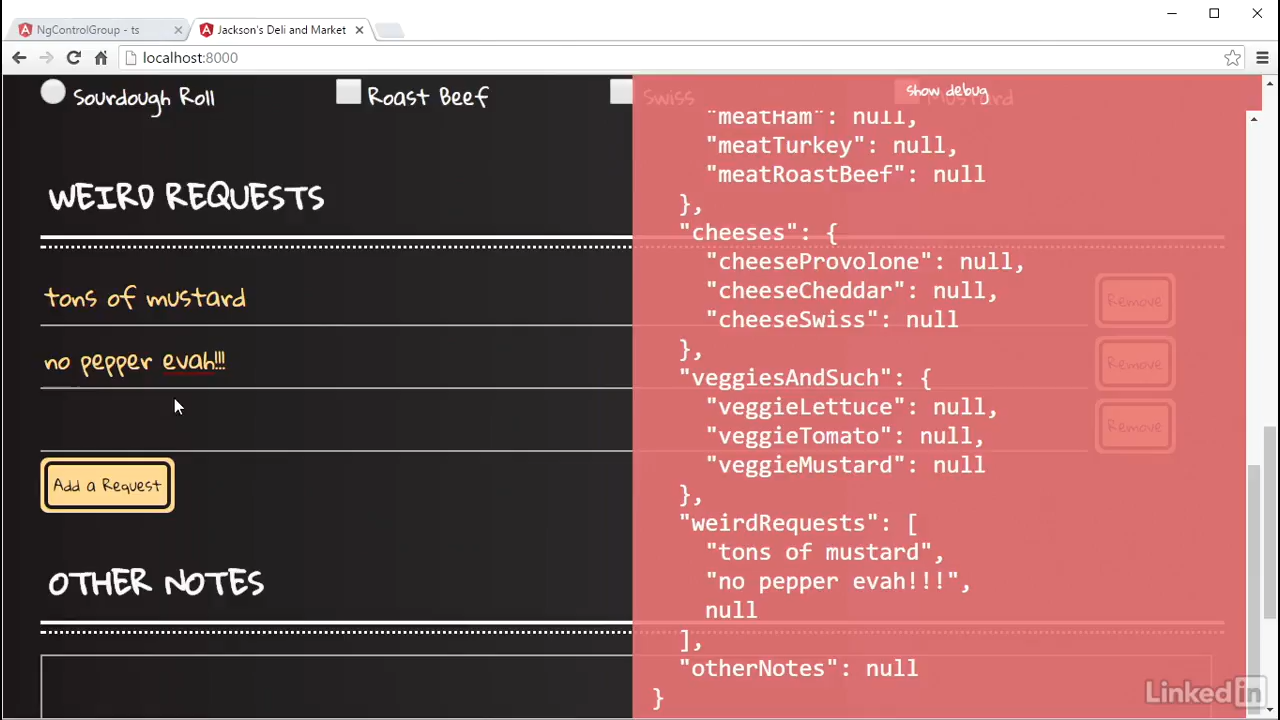 NgControlGroup - ts
Jackson's Deli and Market
localhost:8000
Sourdough Roll
Roast Beef
Swiss
Mustard
show debug
"meatHam": null,
"meatTurkey": null,
"meatRoastBeef": null
},
"cheeses": {
"cheeseProvolone": null,
"cheeseCheddar": null,
"cheeseSwiss": null
},
"veggiesAndSuch": {
"veggieLettuce": null,
"veggieTomato": null,
"veggieMustard": null
},
"weirdRequests": [
"tons of mustard",
"no pepper evah!!!",
null
],
"otherNotes": null
}
WEIRD REQUESTS
tons of mustard
Remove
no pepper evah!!!
Remove
Remove
Add a Request
OTHER NOTES
LinkedIn